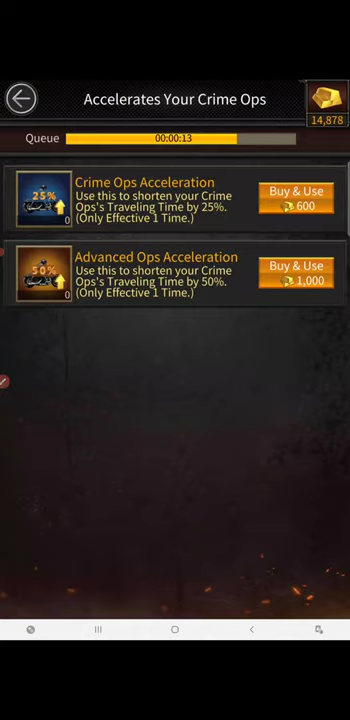 Accelerates Your Crime Ops
14,878
Queue 00:00:13
25%
0
Crime Ops Acceleration
Use this to shorten your Crime
Ops's Traveling Time by 25%.
(Only Effective 1 Time.)
Buy & Use
600
50%
0
Advanced Ops Acceleration
Use this to shorten your Crime
Ops's Traveling Time by 50%.
(Only Effective 1 Time.)
Buy & Use
1,000